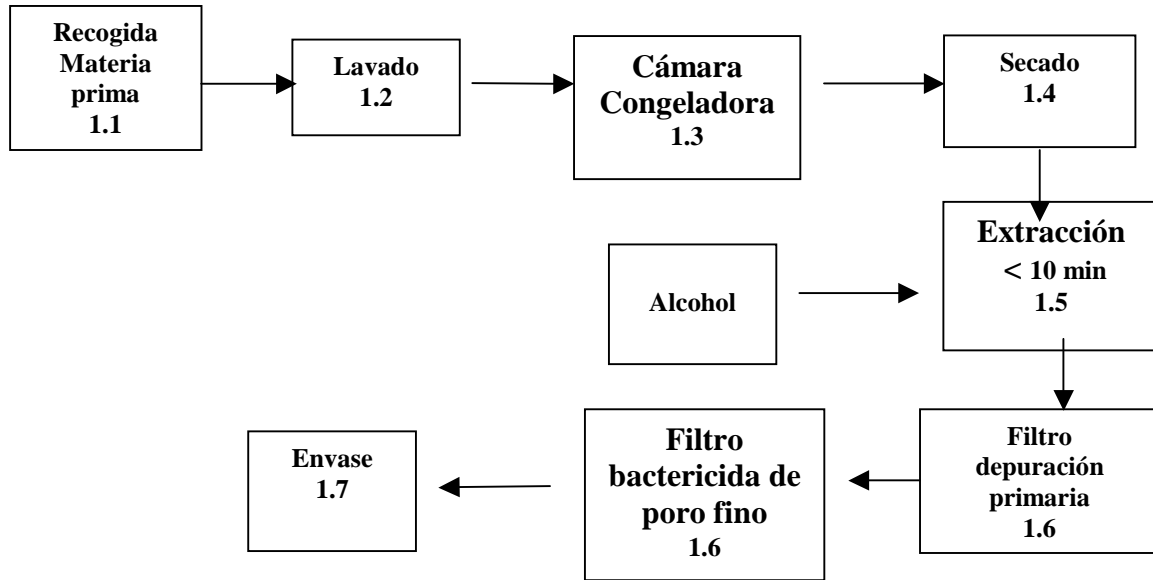 Recogida
Materia
prima
1.1
Lavado
1.2
Cámara
Congeladora
1.3
Secado
1.4
Extracción
< 10 min
1.5
Alcohol
Filtro
depuración
primaria
1.6
Filtro
bactericida de
poro fino
1.6
Envase
1.7